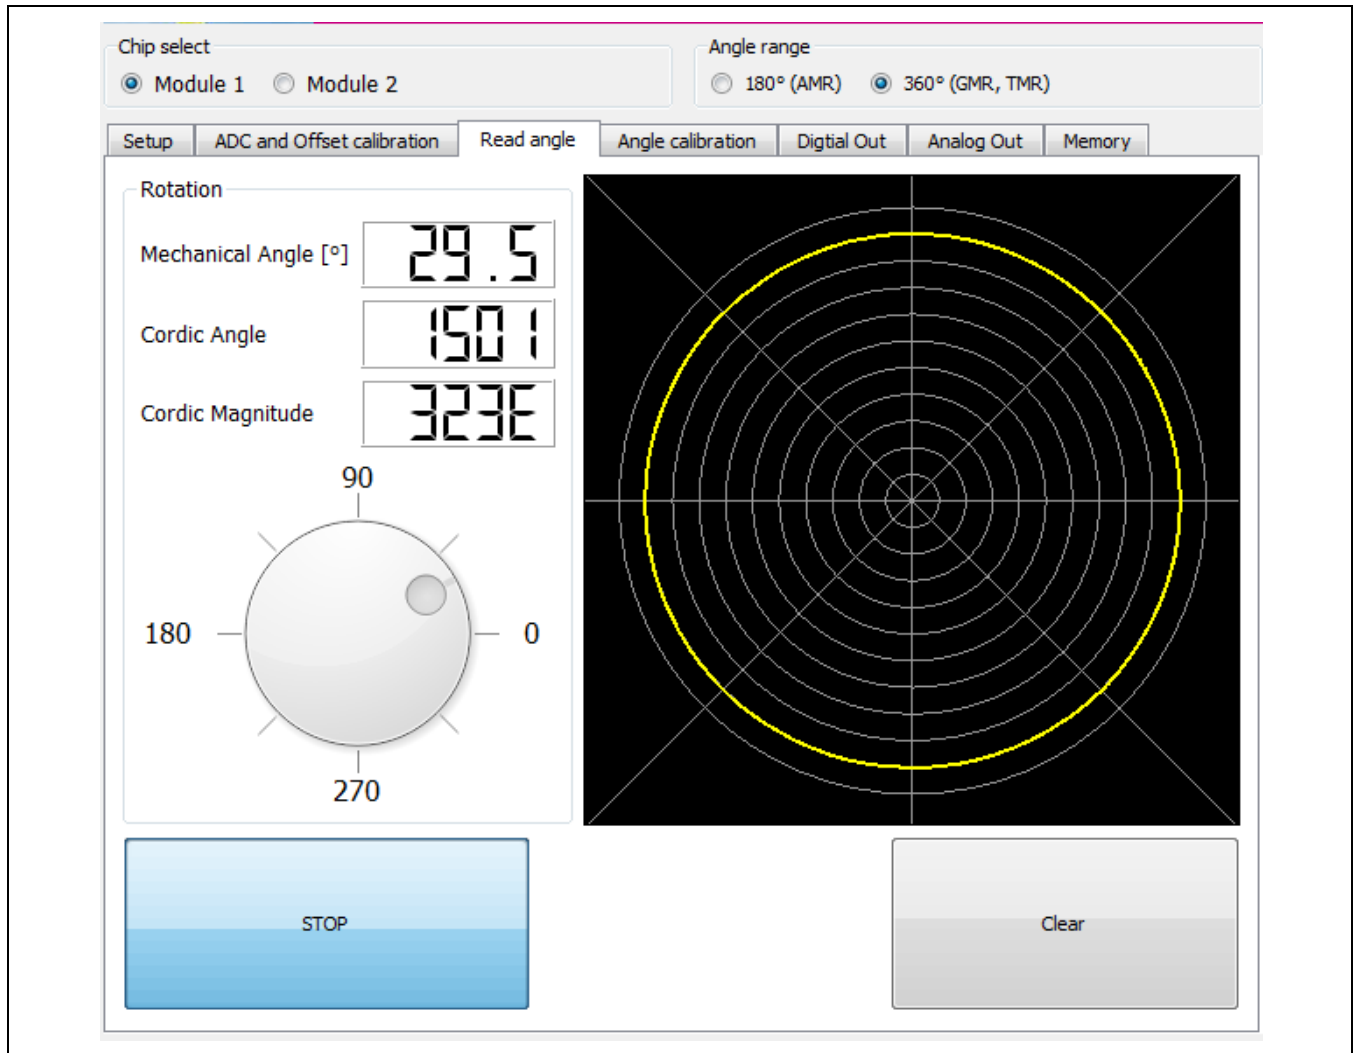 Chip select
Angle range
Module 1
Module 2
180° (AMR)
360° (GMR, TMR)
Setup
ADC and Offset calibration
Read angle
Angle calibration
Digtial Out
Analog Out
Memory
Rotation
Mechanical Angle [°]
29.5
Cordic Angle
1501
Cordic Magnitude
323E
90
180
0
270
STOP
Clear